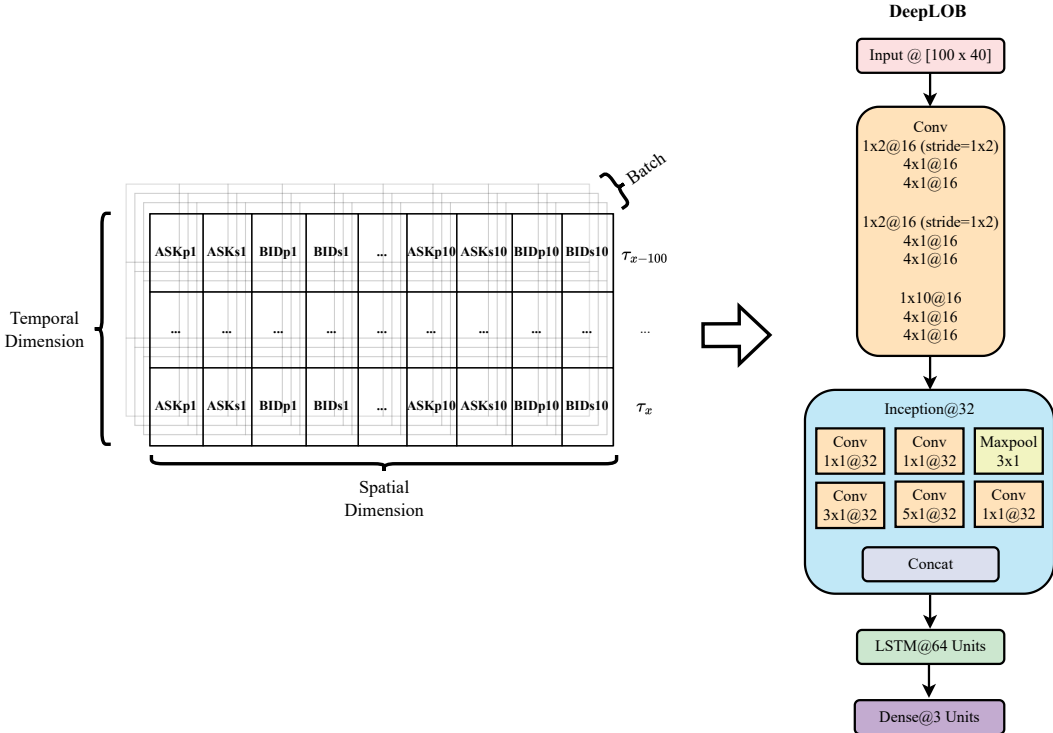 DeepLOB
Input @ [100 x 40]
Conv
1x2@16 (stride=1x2)
4x1@16
4x1@16
1x2@16 (stride=1x2)
4x1@16
4x1@16
1x10@16
4x1@16
4x1@16
Inception@32
Conv
1x1@32
Conv
1x1@32
Maxpool
3x1
Conv
3x1@32
Conv
5x1@32
Conv
1x1@32
Concat
LSTM@64 Units
Dense@3 Units
Batch
ASKp1 ASKs1 BIDp1 BIDs1 ... ASKp10 ASKs10 BIDp10 BIDs10 τx−100
... ... ... ... ... ... ... ... ... ...
ASKp1 ASKs1 BIDp1 BIDs1 ... ASKp10 ASKs10 BIDp10 BIDs10 τx
Temporal
Dimension
Spatial
Dimension